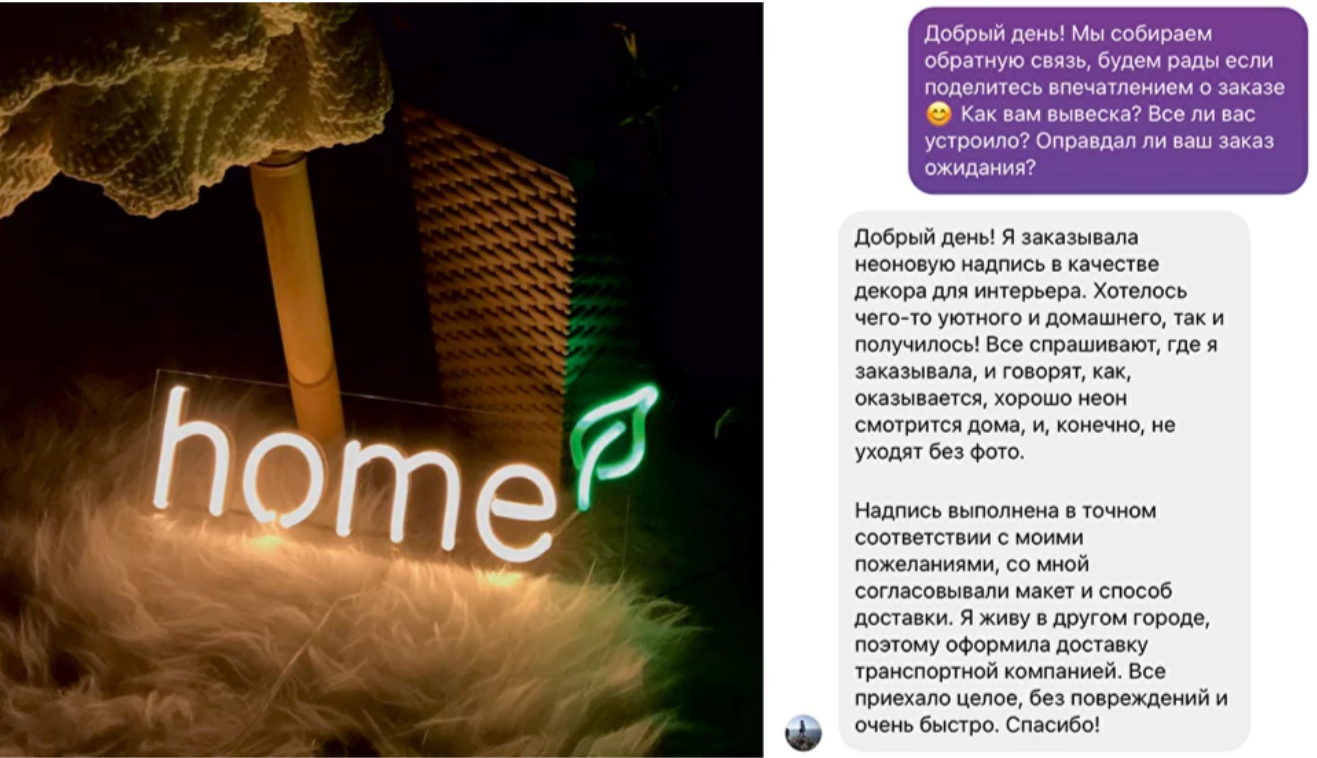 home
Добрый день! Мы собираем
обратную связь, будем рады если
поделитесь впечатлением о заказе
😊 Как вам вывеска? Все ли вас
устроило? Оправдал ли ваш заказ
ожидания?
Добрый день! Я заказывала
неоновую надпись в качестве
декора для интерьера. Хотелось
чего-то уютного и домашнего, так и
получилось! Все спрашивают, где я
заказывала, и говорят, как,
оказывается, хорошо неон
смотрится дома, и, конечно, не
уходят без фото.
Надпись выполнена в точном
соответствии с моими
пожеланиями, со мной
согласовывали макет и способ
доставки. Я живу в другом городе,
поэтому оформила доставку
транспортной компанией. Все
приехало целое, без повреждений и
очень быстро. Спасибо!